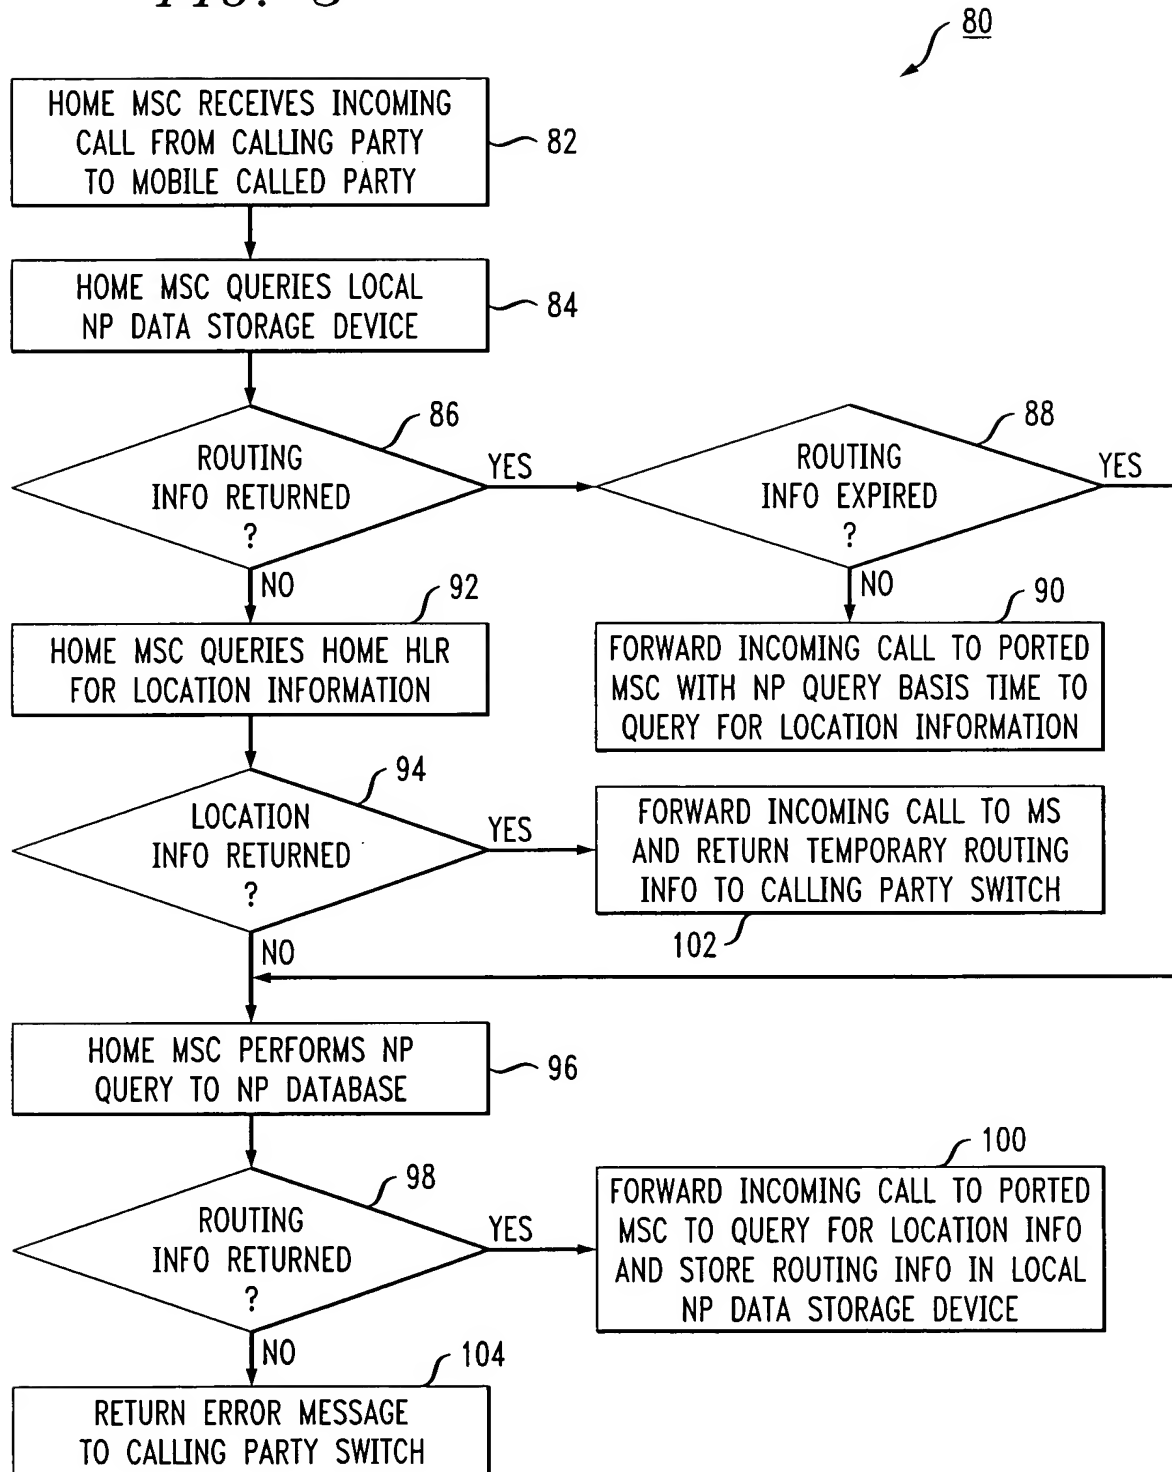 80
HOME MSC RECEIVES INCOMING
CALL FROM CALLING PARTY
TO MOBILE CALLED PARTY
82
HOME MSC QUERIES LOCAL
NP DATA STORAGE DEVICE
84
86
ROUTING
INFO RETURNED
?
YES
NO
88
ROUTING
INFO EXPIRED
?
YES
NO
90
FORWARD INCOMING CALL TO PORTED
MSC WITH NP QUERY BASIS TIME TO
QUERY FOR LOCATION INFORMATION
92
HOME MSC QUERIES HOME HLR
FOR LOCATION INFORMATION
94
LOCATION
INFO RETURNED
?
YES
NO
FORWARD INCOMING CALL TO MS
AND RETURN TEMPORARY ROUTING
INFO TO CALLING PARTY SWITCH
102
HOME MSC PERFORMS NP
QUERY TO NP DATABASE
96
98
ROUTING
INFO RETURNED
?
YES
NO
100
FORWARD INCOMING CALL TO PORTED
MSC TO QUERY FOR LOCATION INFO
AND STORE ROUTING INFO IN LOCAL
NP DATA STORAGE DEVICE
104
RETURN ERROR MESSAGE
TO CALLING PARTY SWITCH